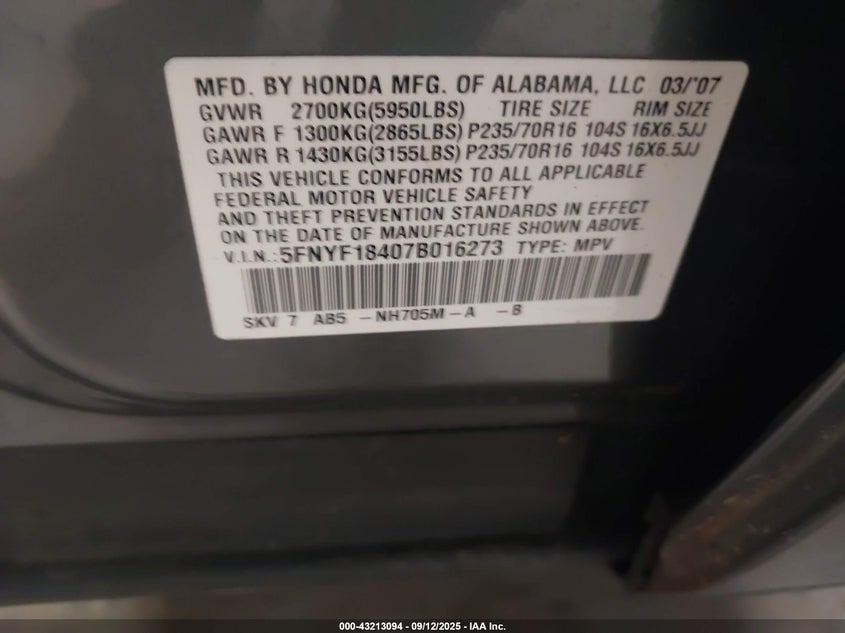 MFD. BY HONDA MFG. OF ALABAMA, LLC 03/'07
GVWR 2700KG(5950LBS) TIRE SIZE RIM SIZE
GAWR F 1300KG(2865LBS) P235/70R16 104S 16X6.5JJ
GAWR R 1430KG(3155LBS) P235/70R16 104S 16X6.5JJ
THIS VEHICLE CONFORMS TO ALL APPLICABLE
FEDERAL MOTOR VEHICLE SAFETY
AND THEFT PREVENTION STANDARDS IN EFFECT
ON THE DATE OF MANUFACTURE SHOWN ABOVE.
V.I.N.:5FNYF18407B016273 TYPE: MPV
SKV 7 AB5 -NH705M-A -B
000-43213094 - 09/12/2025 - IAA Inc.